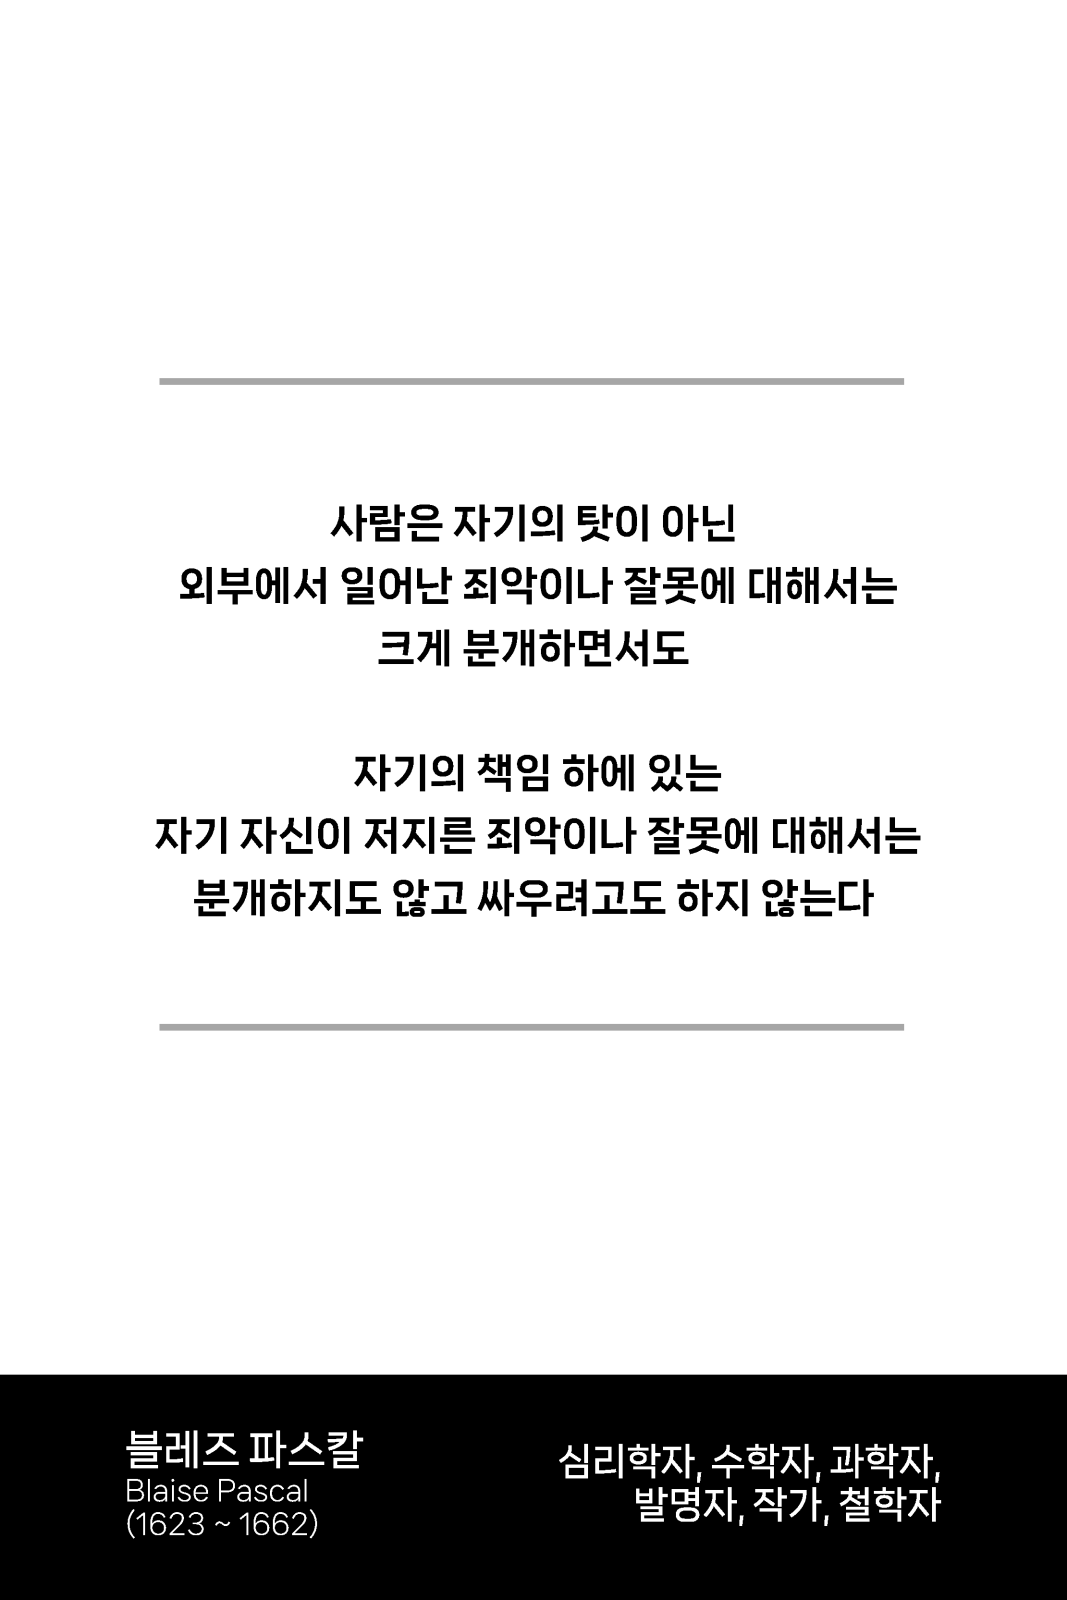 사람은 자기의 탓이 아닌
외부에서 일어난 죄악이나 잘못에 대해서는
크게 분개하면서도
자기의 책임 하에 있는
자기 자신이 저지른 죄악이나 잘못에 대해서는
분개하지도 않고 싸우려고도 하지 않는다
블레즈 파스칼
Blaise Pascal
(1623 ~ 1662)
심리학자, 수학자, 과학자,
발명자, 작가, 철학자